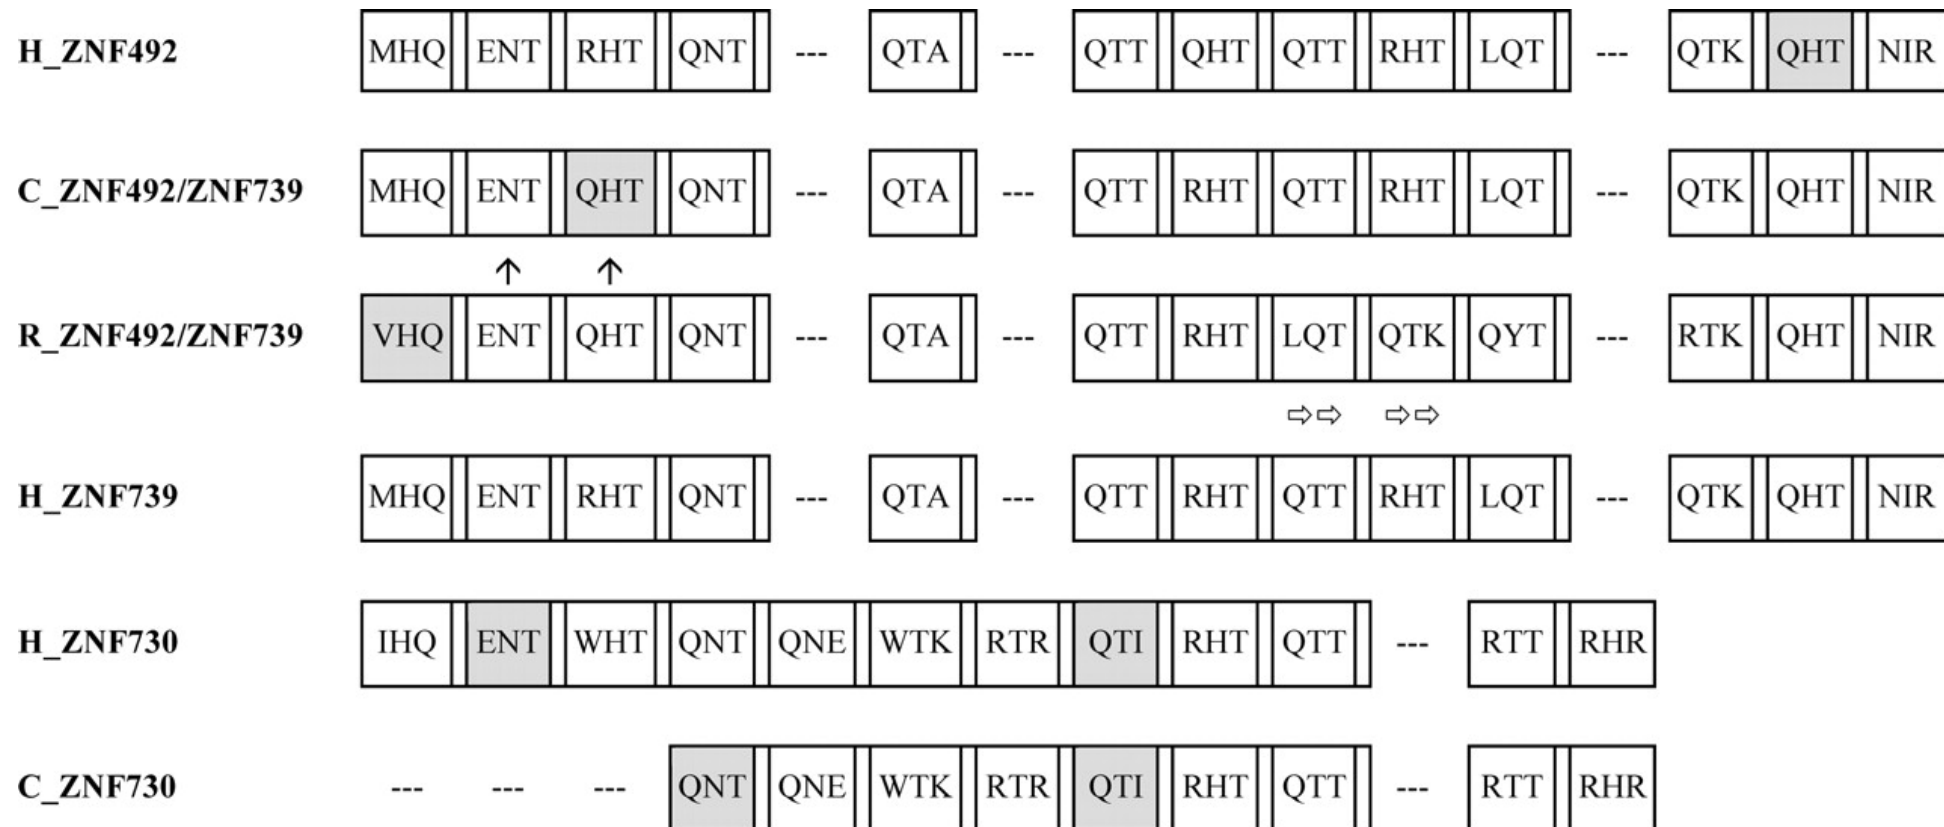 H_ZNF492 MHQ ENT RHT QNT --- QTA --- QTT QHT QTT RHT LQT --- QTK QHT NIR
C_ZNF492/ZNF739 MHQ ENT QHT QNT --- QTA --- QTT RHT QTT RHT LQT --- QTK QHT NIR
↑ ↑
R_ZNF492/ZNF739 VHQ ENT QHT QNT --- QTA --- QTT RHT LQT QTK QYT --- RTK QHT NIR
⇨⇨ ⇨⇨
H_ZNF739 MHQ ENT RHT QNT --- QTA --- QTT RHT QTT RHT LQT --- QTK QHT NIR
H_ZNF730 IHQ ENT WHT QNT QNE WTK RTR QTI RHT QTT --- RTT RHR
C_ZNF730 --- --- --- QNT QNE WTK RTR QTI RHT QTT --- RTT RHR